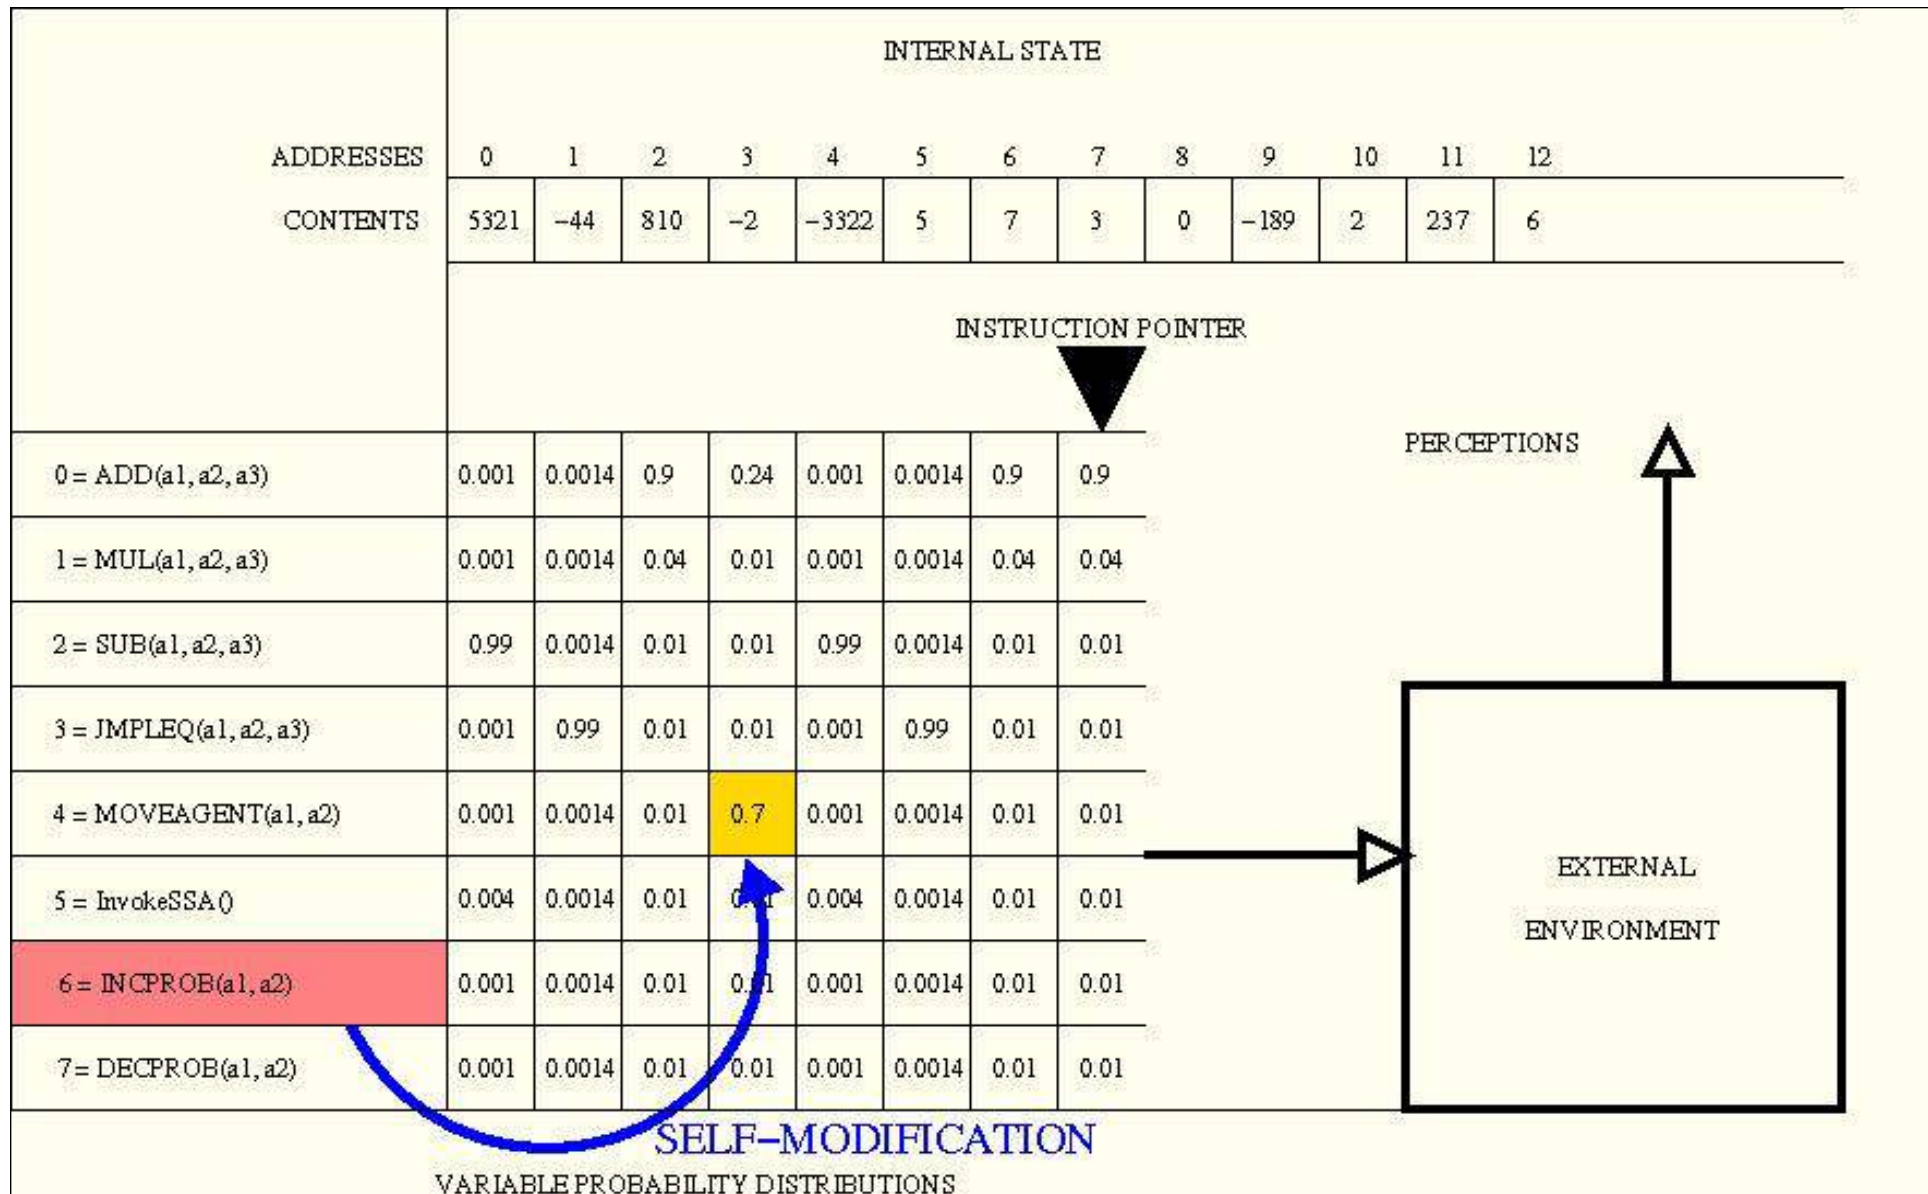 INTERNAL STATE
ADDRESSES 0 1 2 3 4 5 6 7 8 9 10 11 12
CONTENTS 5321 −44 810 −2 −3322 5 7 3 0 −189 2 237 6
INSTRUCTION POINTER
PERCEPTIONS
0 = ADD(a1, a2, a3) 0.001 0.0014 0.9 0.24 0.001 0.0014 0.9 0.9
1 = MUL(a1, a2, a3) 0.001 0.0014 0.04 0.01 0.001 0.0014 0.04 0.04
2 = SUB(a1, a2, a3) 0.99 0.0014 0.01 0.01 0.99 0.0014 0.01 0.01
3 = JMPLEQ(a1, a2, a3) 0.001 0.99 0.01 0.01 0.001 0.99 0.01 0.01
4 = MOVEAGENT(a1, a2) 0.001 0.0014 0.01 0.7 0.001 0.0014 0.01 0.01
5 = InvokeSSA() 0.004 0.0014 0.01 0.004 0.0014 0.01 0.01
6 = INCPROB(a1, a2) 0.001 0.0014 0.01 0.01 0.001 0.0014 0.01 0.01
7 = DECPROB(a1, a2) 0.001 0.0014 0.01 0.01 0.001 0.0014 0.01 0.01
EXTERNAL
ENVIRONMENT
SELF−MODIFICATION
VARIABLE PROBABILITY DISTRIBUTIONS